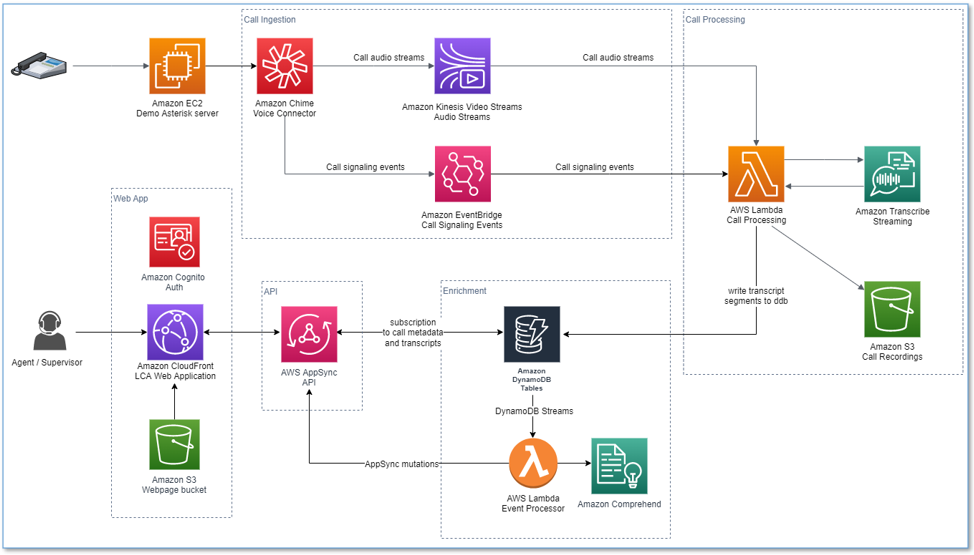 Call Ingestion
Call Processing
Call audio streams
Call audio streams
Amazon EC2
Demo Asterisk server
Amazon Chime
Voice Connector
Amazon Kinesis Video Streams
Audio Streams
Call signaling events
Call signaling events
Amazon EventBridge
Call Signaling Events
AWS Lambda
Call Processing
Amazon Transcribe
Streaming
Web App
Amazon Cognito
Auth
API
Enrichment
write transcript
segments to ddb
subscription
to call metadata
and transcripts
Agent / Supervisor
Amazon CloudFront
LCA Web Application
AWS AppSync
API
Amazon
DynamoDB
Tables
Amazon S3
Call Recordings
DynamoDB Streams
AppSync mutations
Amazon S3
Webpage bucket
AWS Lambda
Event Processor
Amazon Comprehend